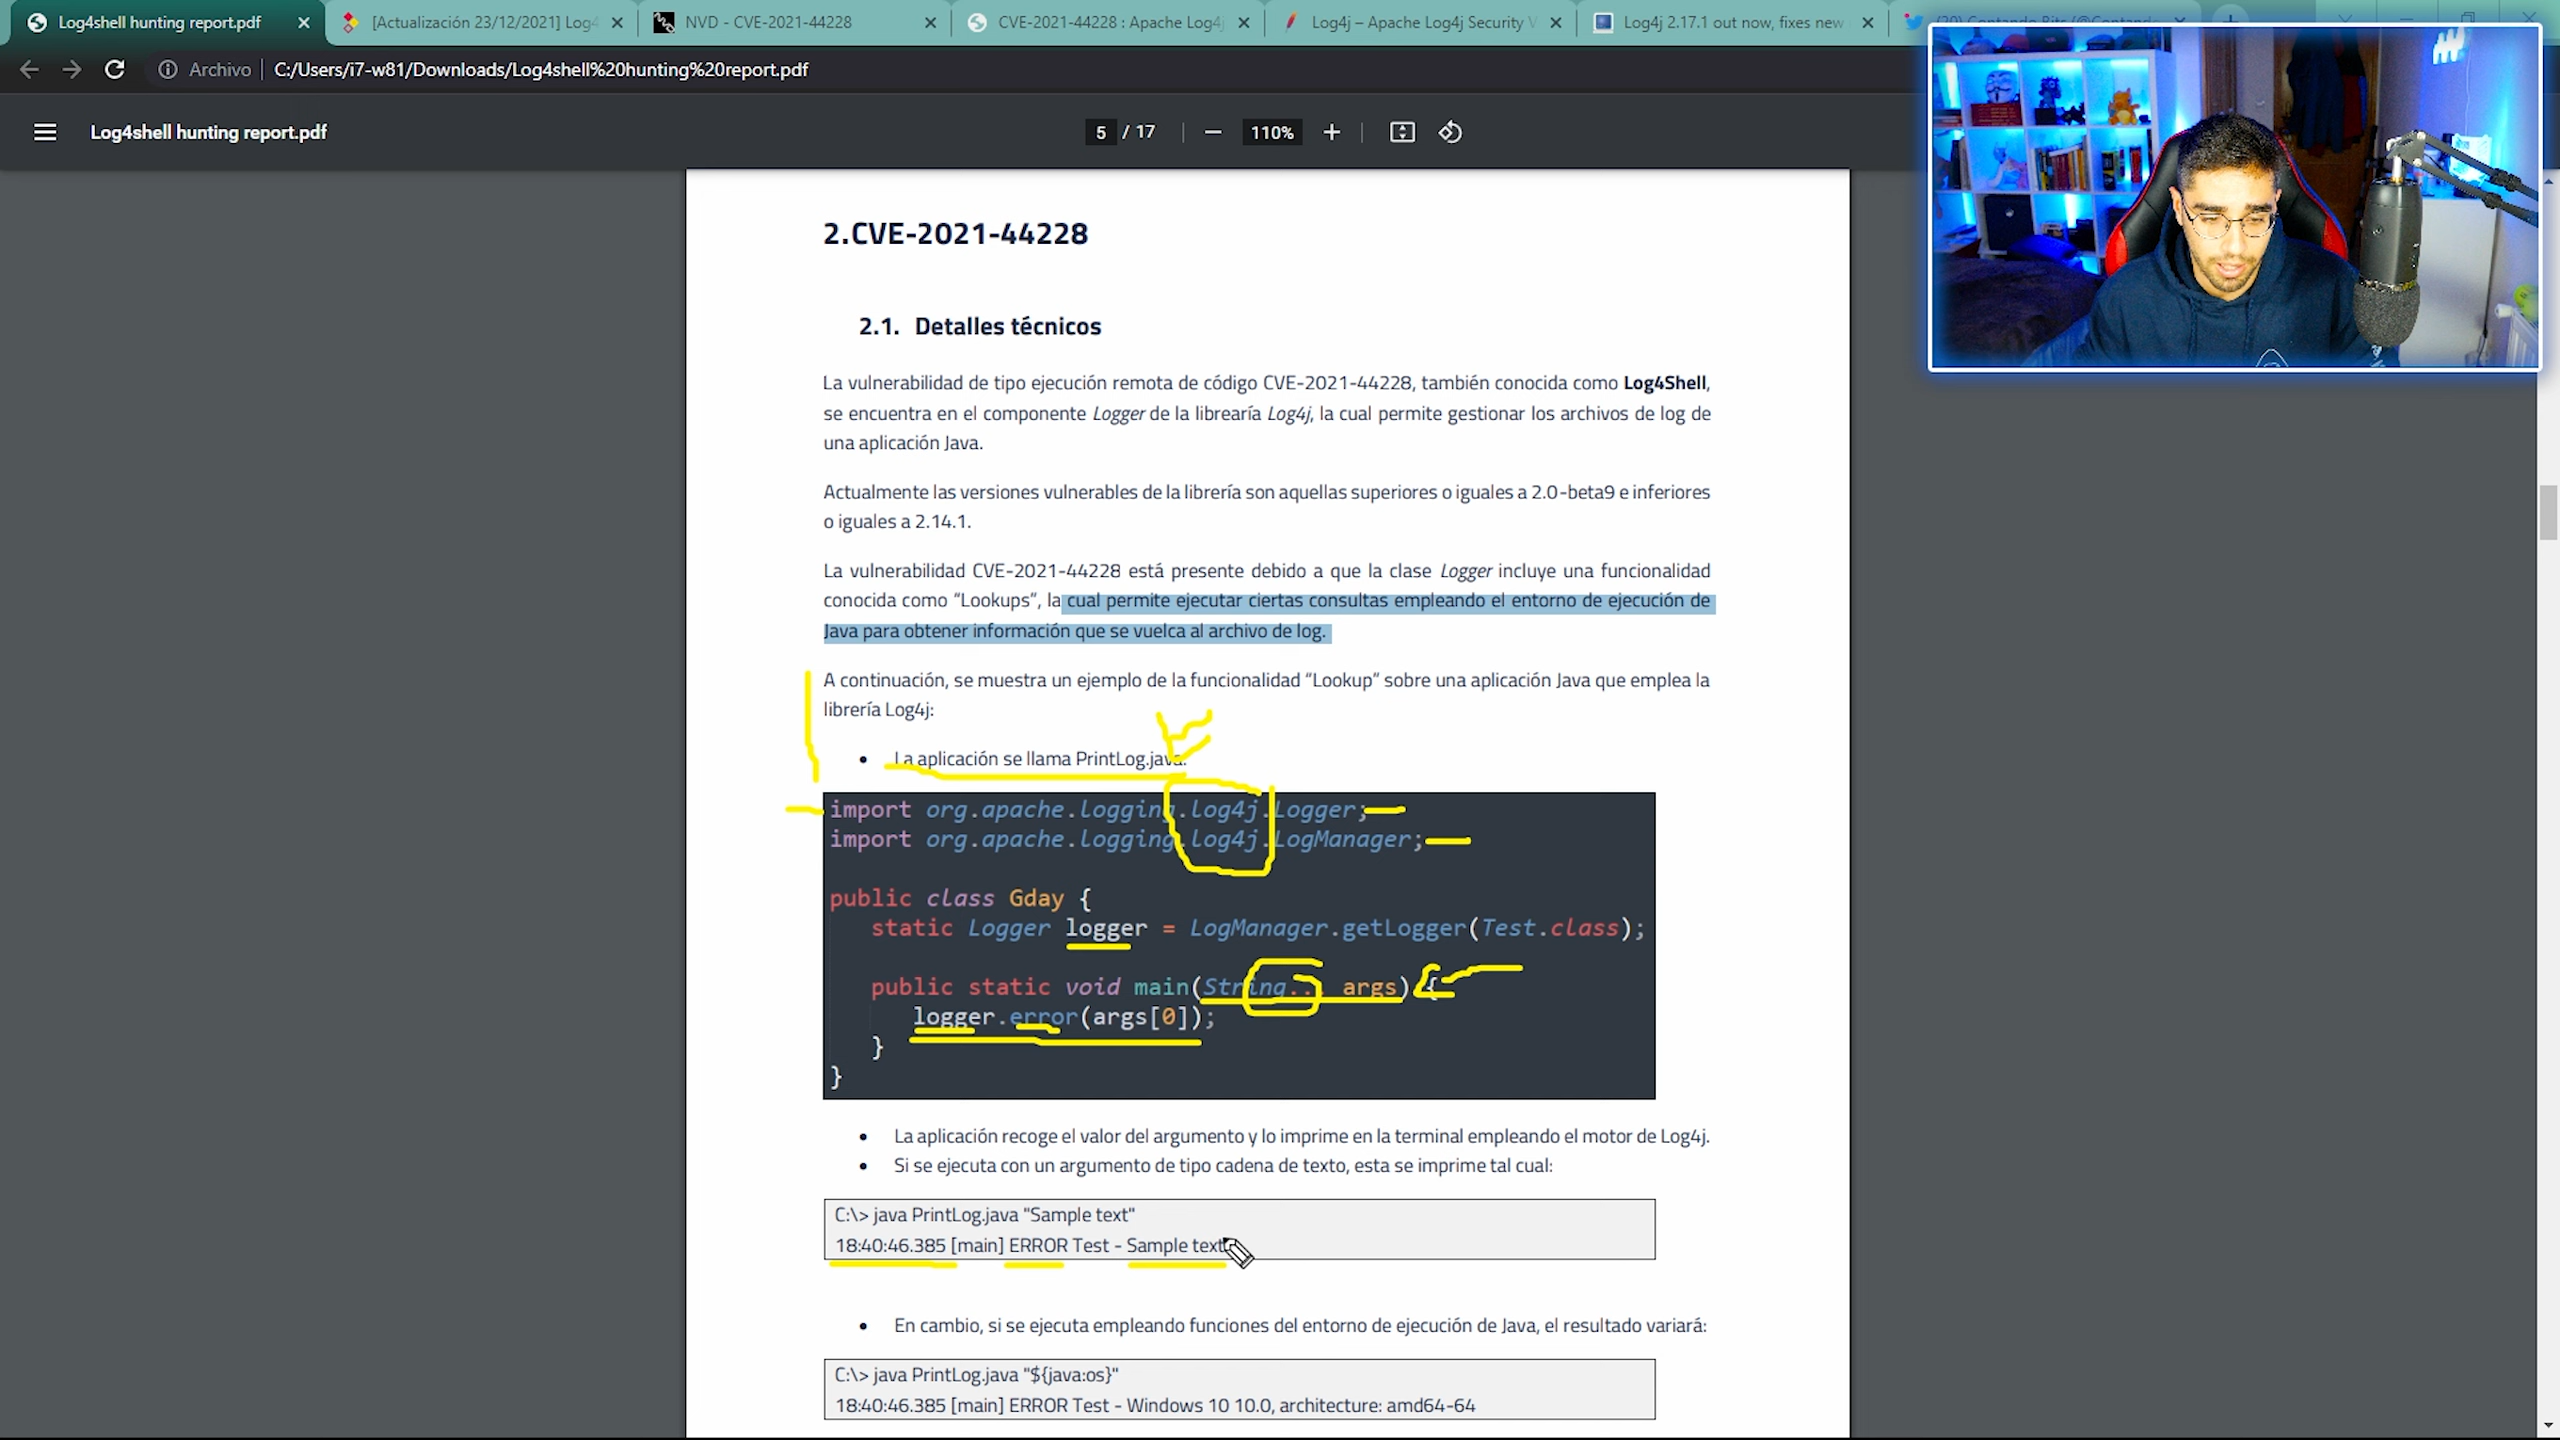 Log4shell hunting report.pdf
[Actualización 23/12/2021] Log4
NVD - CVE-2021-44228
CVE-2021-44228 : Apache Log4j
Log4j – Apache Log4j Security V
Log4j 2.17.1 out now, fixes new
Archivo
C:/Users/i7-w81/Downloads/Log4shell%20hunting%20report.pdf
Log4shell hunting report.pdf
5 / 17
110%
2.CVE-2021-44228
2.1. Detalles técnicos
La vulnerabilidad de tipo ejecución remota de código CVE-2021-44228, también conocida como Log4Shell,
se encuentra en el componente Logger de la librearía Log4j, la cual permite gestionar los archivos de log de
una aplicación Java.
Actualmente las versiones vulnerables de la librería son aquellas superiores o iguales a 2.0-beta9 e inferiores
o iguales a 2.14.1.
La vulnerabilidad CVE-2021-44228 está presente debido a que la clase Logger incluye una funcionalidad
conocida como “Lookups”, la cual permite ejecutar ciertas consultas empleando el entorno de ejecución de
Java para obtener información que se vuelca al archivo de log.
A continuación, se muestra un ejemplo de la funcionalidad “Lookup” sobre una aplicación Java que emplea la
librería Log4j:
• La aplicación se llama PrintLog.java:
import org.apache.logging.log4j.Logger;
import org.apache.logging.log4j.LogManager;
public class Gday {
static Logger logger = LogManager.getLogger(Test.class);
public static void main(String... args) {
logger.error(args[0]);
}
}
• La aplicación recoge el valor del argumento y lo imprime en la terminal empleando el motor de Log4j.
• Si se ejecuta con un argumento de tipo cadena de texto, esta se imprime tal cual:
C:\> java PrintLog.java "Sample text"
18:40:46.385 [main] ERROR Test - Sample text
• En cambio, si se ejecuta empleando funciones del entorno de ejecución de Java, el resultado variará:
C:\> java PrintLog.java "${java:os}"
18:40:46.385 [main] ERROR Test - Windows 10 10.0, architecture: amd64-64